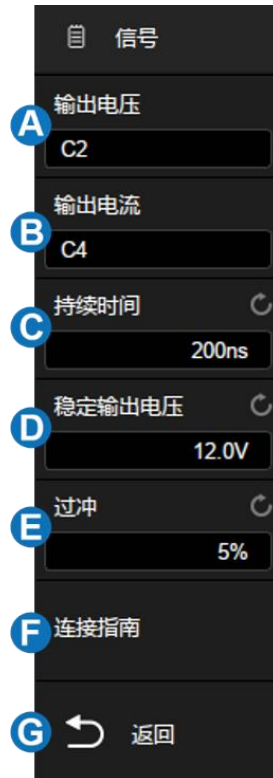 信号
A 输出电压
C2
B 输出电流
C4
C 持续时间
200ns
D 稳定输出电压
12.0V
E 过冲
5%
F 连接指南
G 返回